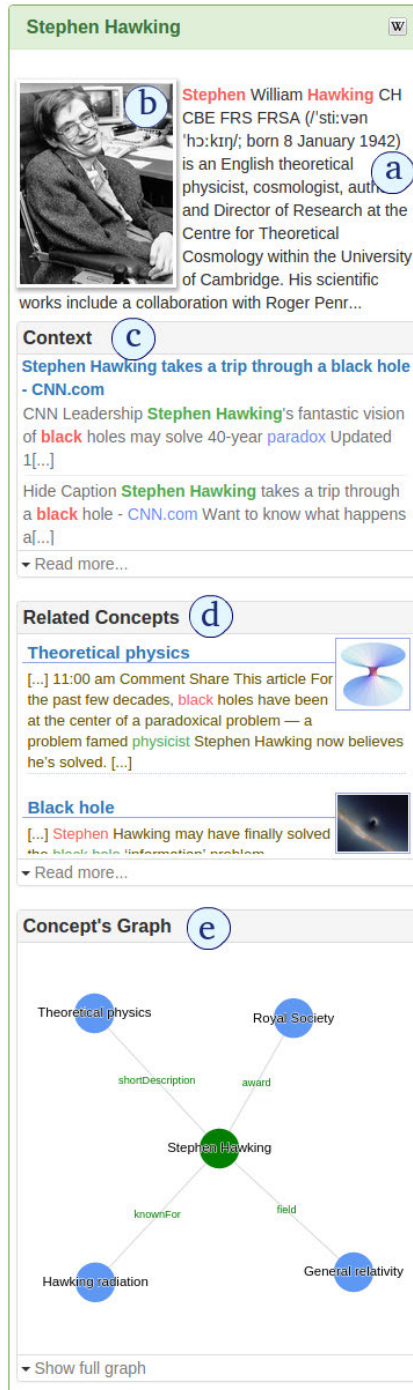 Stephen Hawking
W
b
Stephen William Hawking CH
CBE FRS FRSA (/ˈstiːvən
ˈhɔːkɪŋ/; born 8 January 1942)
is an English theoretical
a
physicist, cosmologist, auth
and Director of Research at the
Centre for Theoretical
Cosmology within the University
of Cambridge. His scientific
works include a collaboration with Roger Penr...
Context
c
Stephen Hawking takes a trip through a black hole
- CNN.com
CNN Leadership Stephen Hawking's fantastic vision
of black holes may solve 40-year paradox Updated
1[...]
Hide Caption Stephen Hawking takes a trip through
a black hole - CNN.com Want to know what happens
a[...]
Read more...
Related Concepts
d
Theoretical physics
[...] 11:00 am Comment Share This article For
the past few decades, black holes have been
at the center of a paradoxical problem — a
problem famed physicist Stephen Hawking now believes
he's solved. [...]
Black hole
[...] Stephen Hawking may have finally solved
the black hole 'information' problem
Read more...
Concept's Graph
e
Theoretical physics
Royal Society
shortDescription
award
Stephen Hawking
knownFor
field
Hawking radiation
General relativity
Show full graph